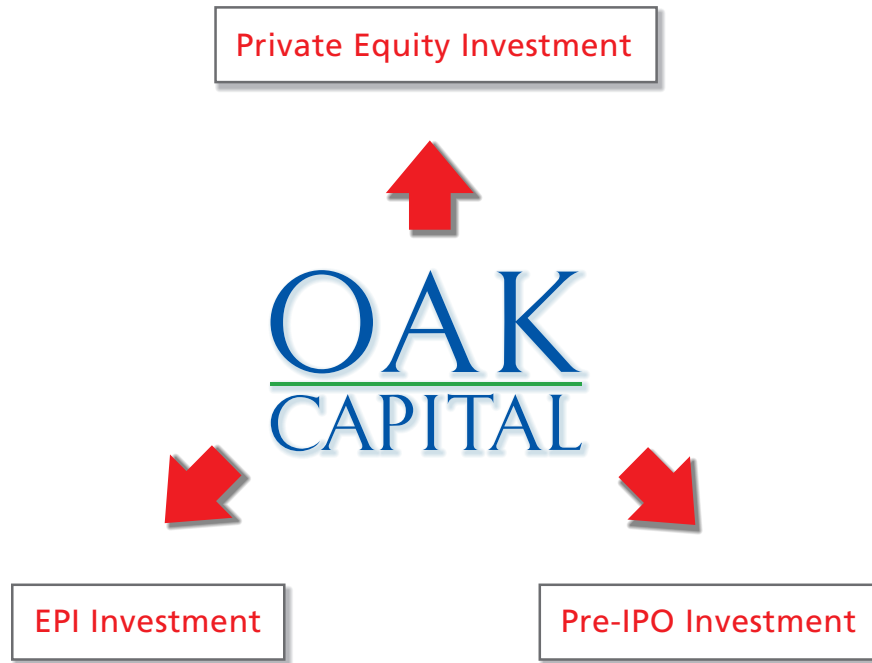 Private Equity Investment
OAK
CAPITAL
EPI Investment
Pre-IPO Investment